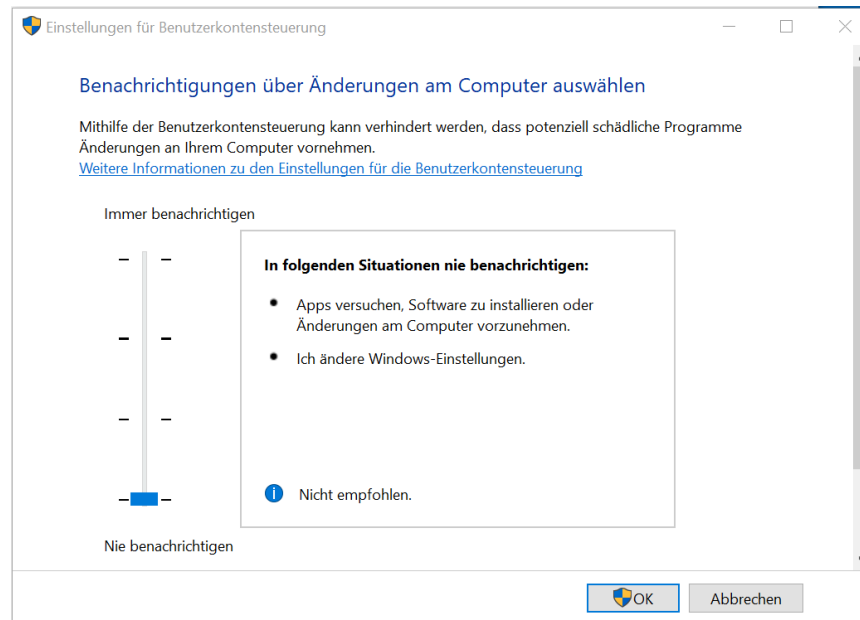 Einstellungen für Benutzerkontensteuerung
Benachrichtigungen über Änderungen am Computer auswählen
Mithilfe der Benutzerkontensteuerung kann verhindert werden, dass potenziell schädliche Programme
Änderungen an Ihrem Computer vornehmen.
Weitere Informationen zu den Einstellungen für die Benutzerkontensteuerung
Immer benachrichtigen
In folgenden Situationen nie benachrichtigen:
Apps versuchen, Software zu installieren oder
Änderungen am Computer vorzunehmen.
Ich ändere Windows-Einstellungen.
Nicht empfohlen.
Nie benachrichtigen
OK
Abbrechen